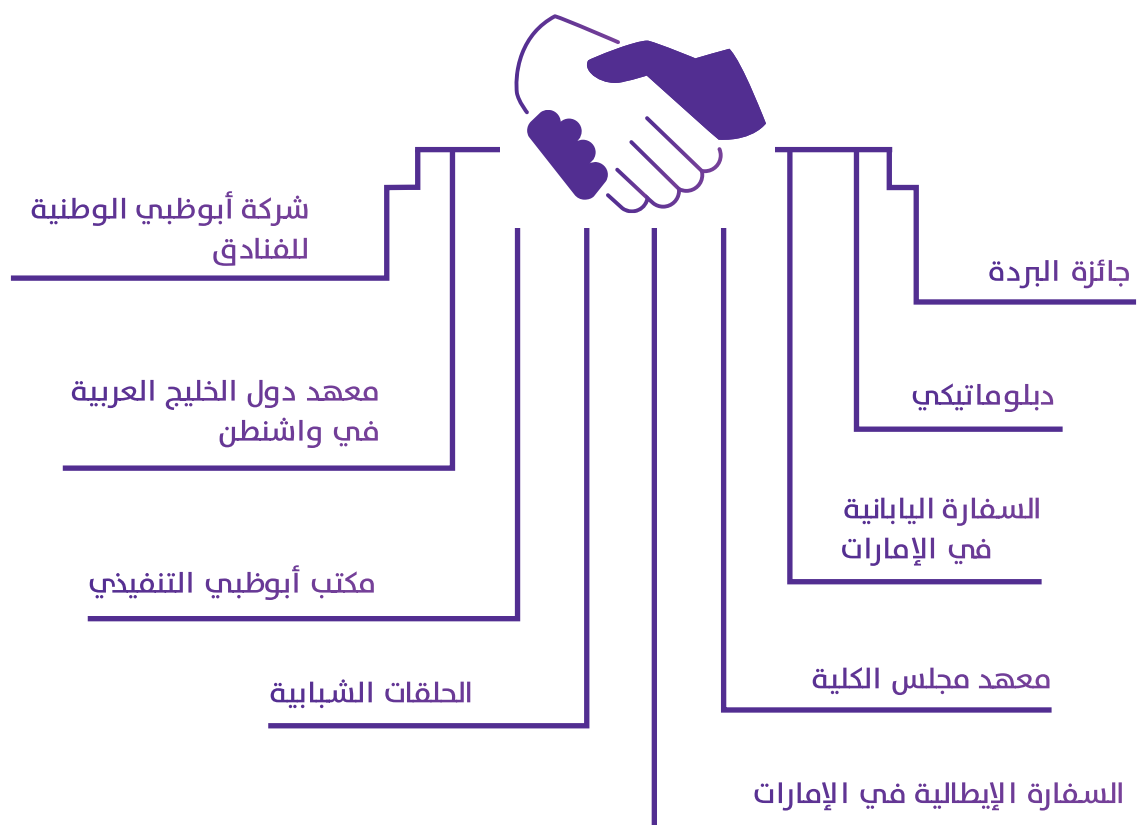 جائزة البردة
دبلوماتيكي
السفارة اليابانية
في الإمارات
معهد مجلس الكلية
السفارة الإيطالية في الإمارات
شركة أبوظبي الوطنية
للفنادق
معهد دول الخليج العربية
في واشنطن
مكتب أبوظبي التنفيذي
الحلقات الشبابية